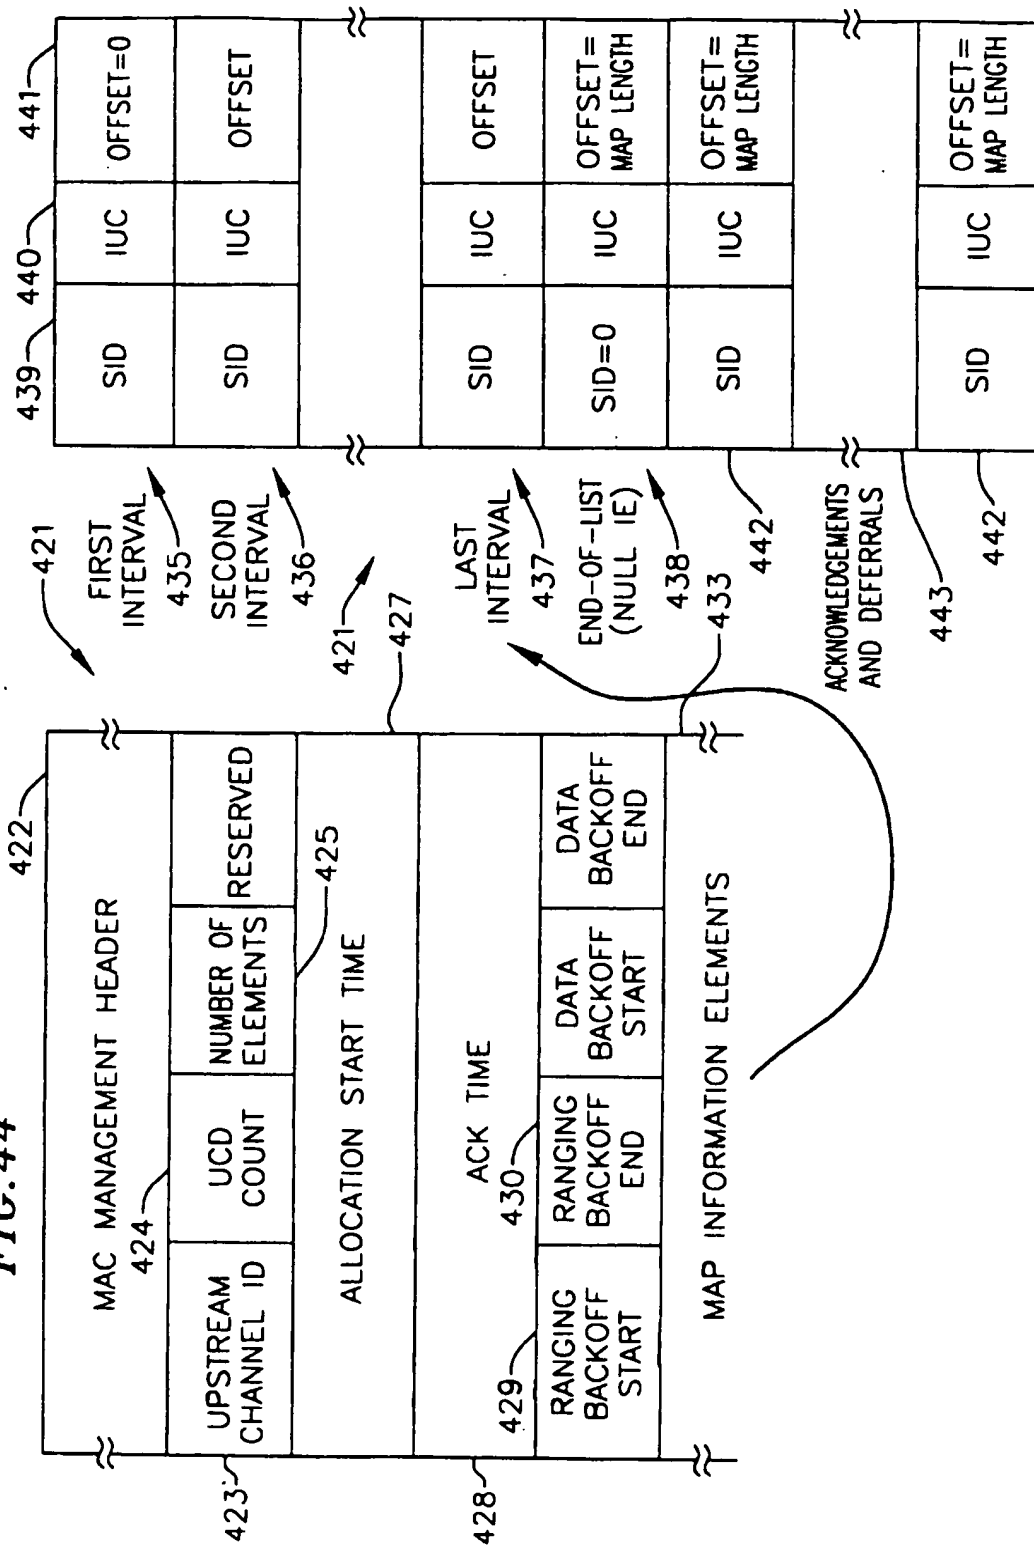 FIG. 44
422
MAC MANAGEMENT HEADER
424
423
UPSTREAM
CHANNEL ID
UCD
COUNT
NUMBER OF
ELEMENTS
RESERVED
425
ALLOCATION START TIME
427
428
ACK TIME
429
430
RANGING
BACKOFF
START
RANGING
BACKOFF
END
DATA
BACKOFF
START
DATA
BACKOFF
END
MAP INFORMATION ELEMENTS
433
421
439
440
441
FIRST
INTERVAL
435
SID
IUC
OFFSET=0
SECOND
INTERVAL
436
SID
IUC
OFFSET
421
LAST
INTERVAL
437
SID
IUC
OFFSET
END-OF-LIST
(NULL IE)
438
SID=0
IUC
OFFSET=
MAP LENGTH
442
SID
IUC
OFFSET=
MAP LENGTH
ACKNOWLEDGEMENTS
AND DEFERRALS
443
442
SID
IUC
OFFSET=
MAP LENGTH